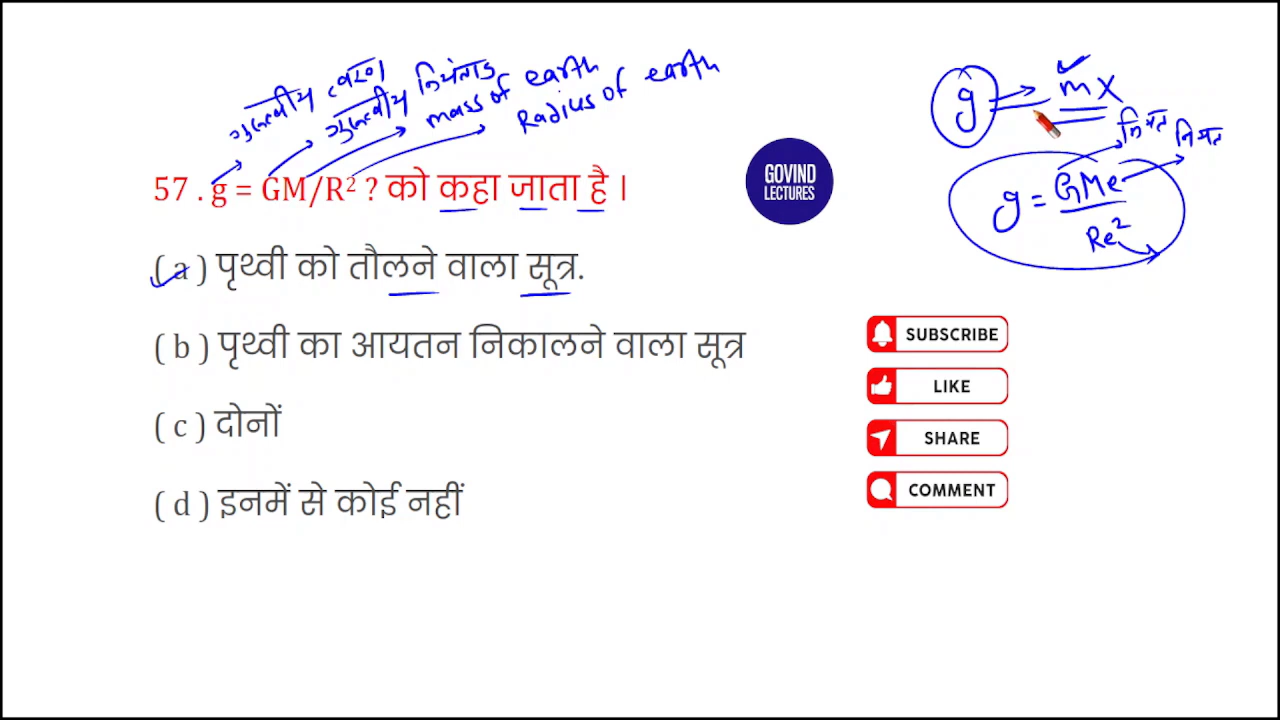 गुरुत्वीय त्वरण
गुरुत्वीय नियतांक
mass of earth
Radius of earth
57 . g = GM/R² ? को कहा जाता है ।
( a ) पृथ्वी को तौलने वाला सूत्र.
( b ) पृथ्वी का आयतन निकालने वाला सूत्र
( c ) दोनों
( d ) इनमें से कोई नहीं
g m X
नियत नियत
g = GMe
Re²
GOVIND
LECTURES
SUBSCRIBE
LIKE
SHARE
COMMENT